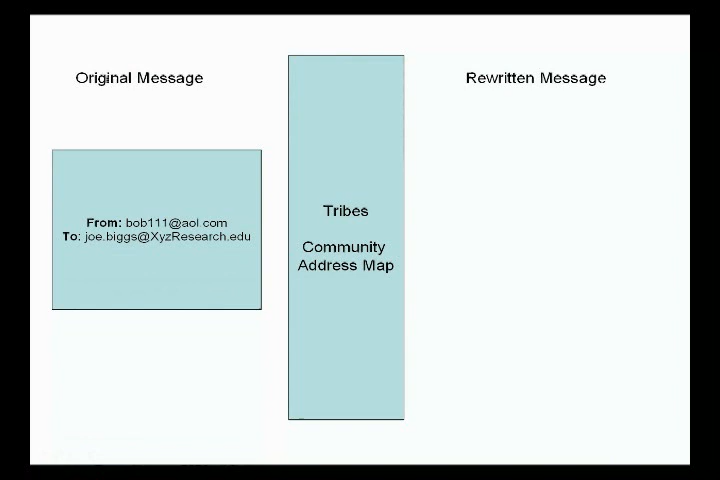 Original Message
Rewritten Message
From: bob111@aol.com
To: joe.biggs@XyzResearch.edu
Tribes
Community
Address Map